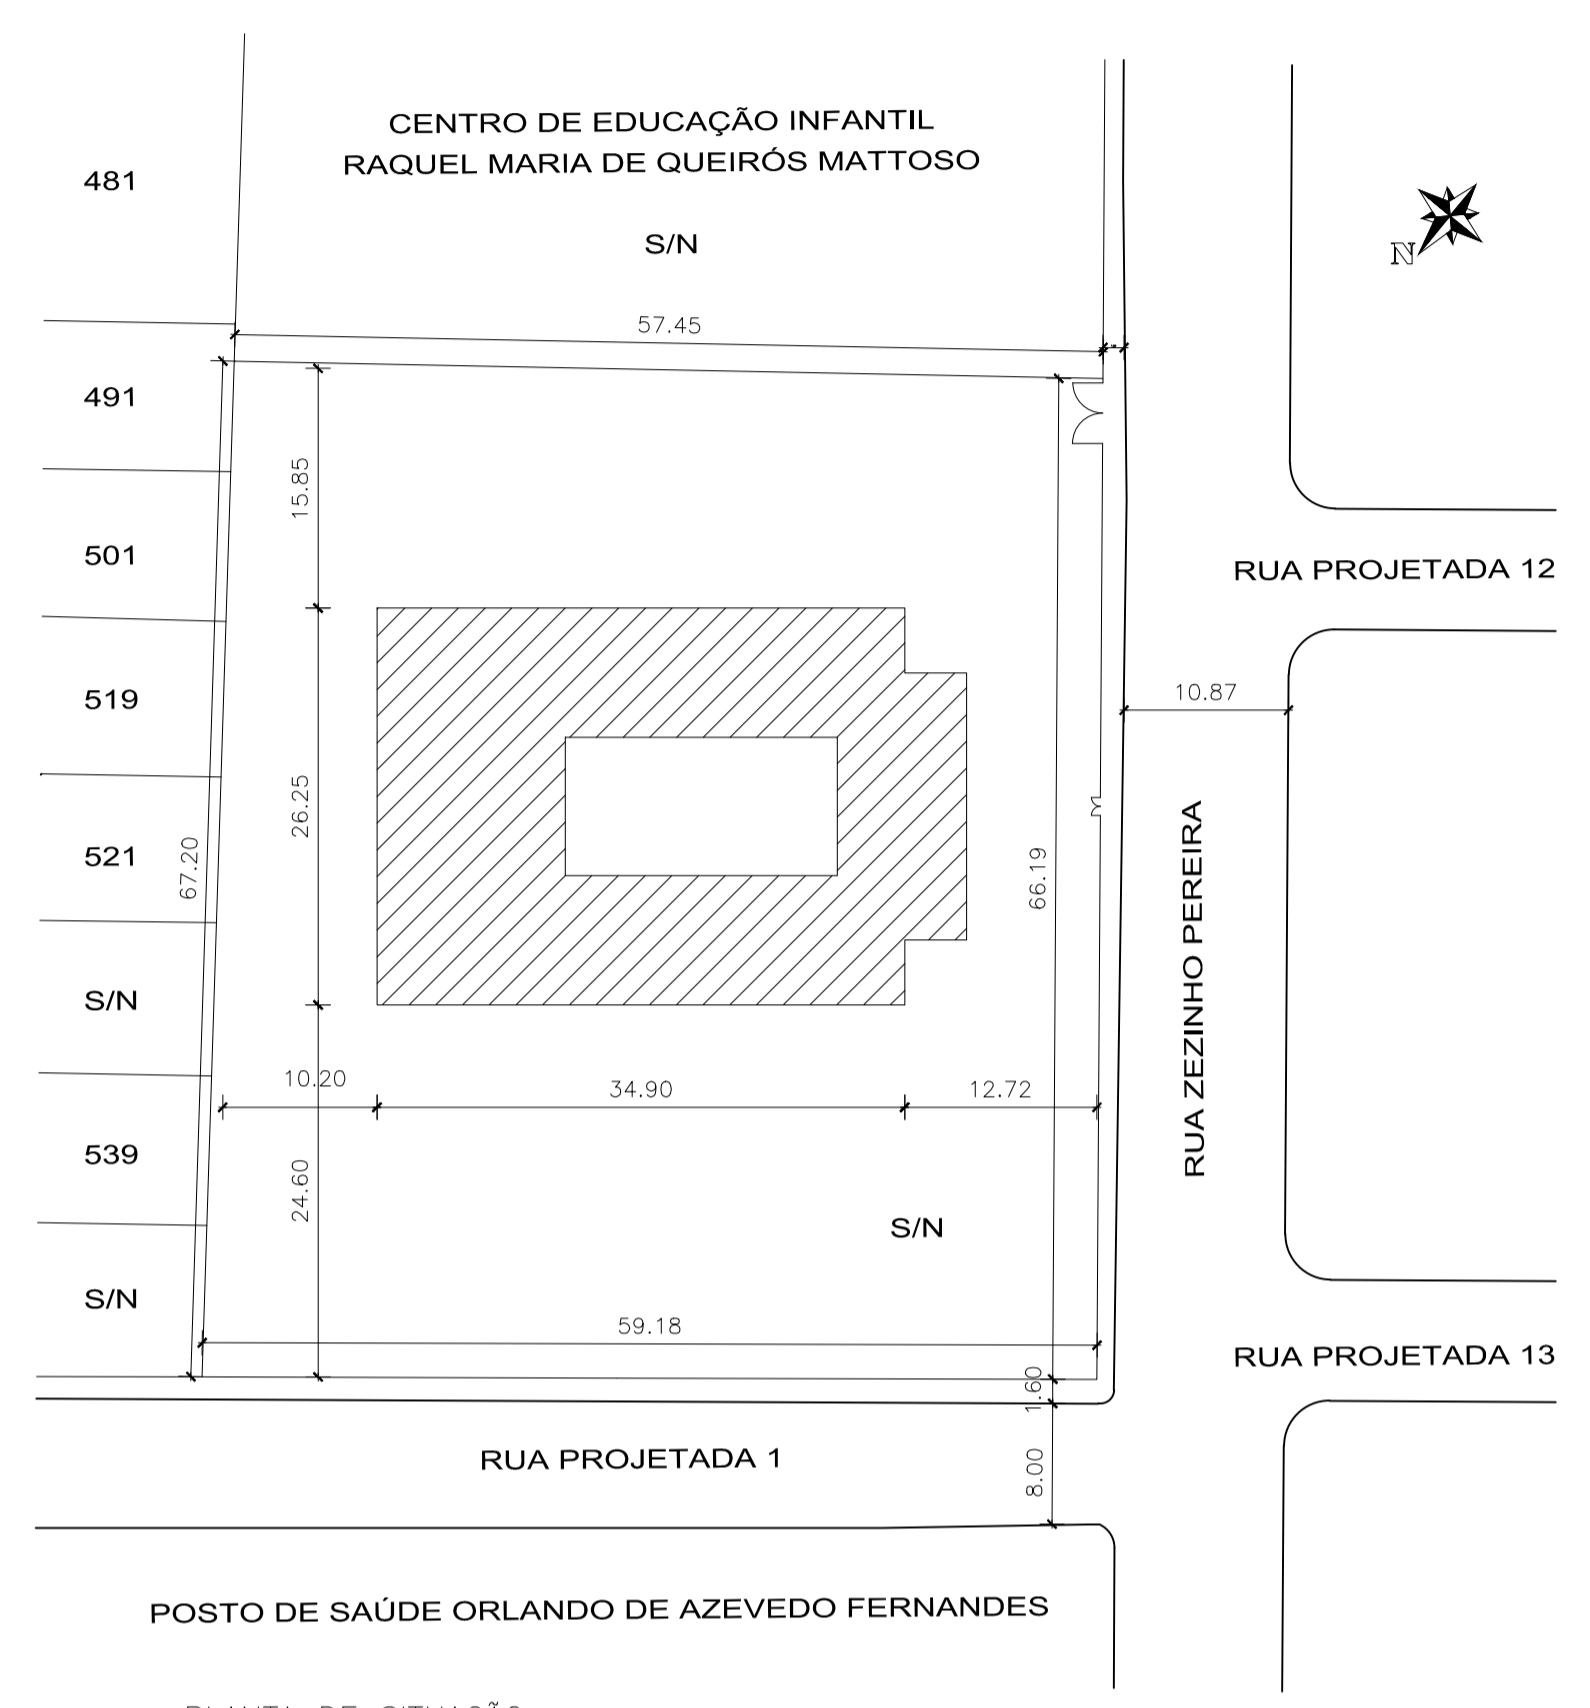 CENTRO DE EDUCAÇÃO INFANTIL
RAQUEL MARIA DE QUEIRÓS MATTOSO
S/N
481
N
57.45
491
15.85
501
RUA PROJETADA 12
519
10.87
26.25
521
67.20
66.19
RUA ZEZINHO PEREIRA
S/N
10.20
34.90
12.72
539
24.60
S/N
S/N
59.18
RUA PROJETADA 13
1.60
RUA PROJETADA 1
8.00
POSTO DE SAÚDE ORLANDO DE AZEVEDO FERNANDES
PLANTA DE SITUAÇÃO